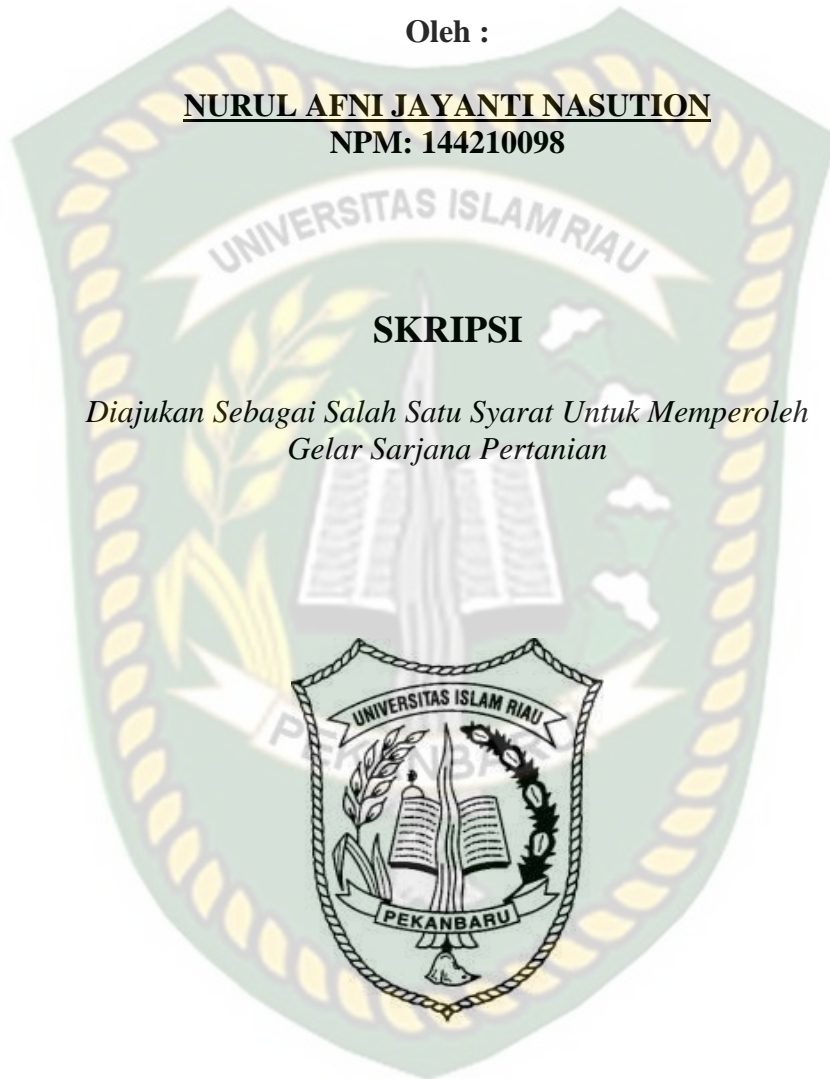 Oleh :
NURUL AFNI JAYANTI NASUTION
NPM: 144210098
UNIVERSITAS ISLAM RIAU
SKRIPSI
Diajukan Sebagai Salah Satu Syarat Untuk Memperoleh
Gelar Sarjana Pertanian
UNIVERSITAS ISLAM RIAU
PEKANBARU
PEKANBARU